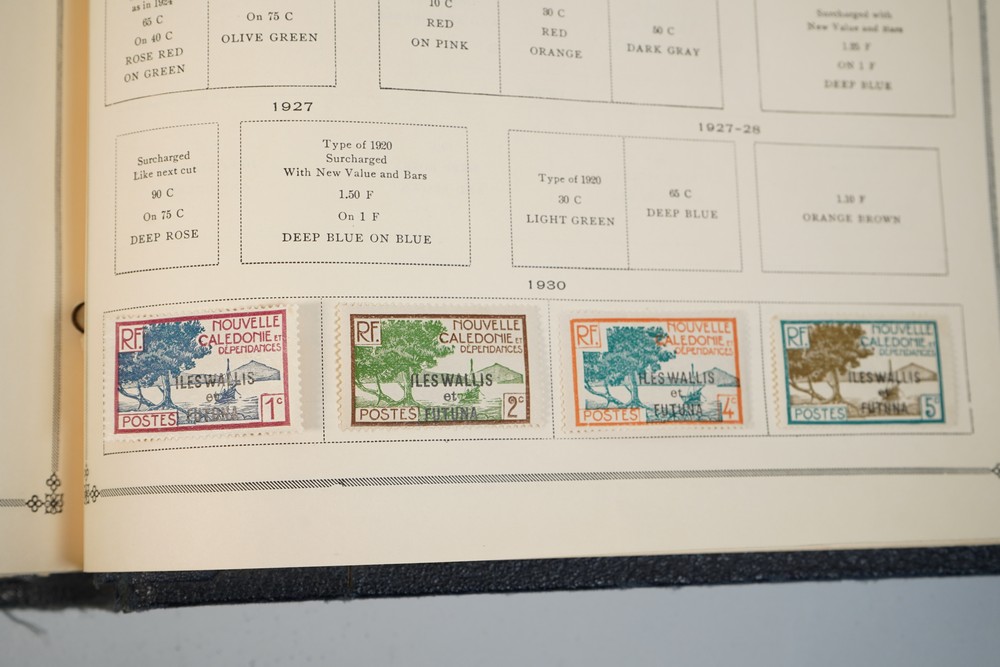 as in 1924
65 C
On 40 C
ROSE RED
ON GREEN
On 75 C
OLIVE GREEN
10 C
RED
ON PINK
30 C
RED
ORANGE
50 C
DARK GRAY
Surcharged with
New Value and Bars
1.25 F
ON 1 F
DEEP BLUE
1927
1927-28
Surcharged
Like next cut
90 C
On 75 C
DEEP ROSE
Type of 1920
Surcharged
With New Value and Bars
1.50 F
On 1 F
DEEP BLUE ON BLUE
Type of 1920
30 C
LIGHT GREEN
65 C
DEEP BLUE
1.10 F
ORANGE BROWN
1930
RF
NOUVELLE
CALEDONIE ET
DÉPENDANCES
ILES WALLIS
et
FUTUNA
POSTES
1c
RF
NOUVELLE
CALEDONIE ET
DÉPENDANCES
ILES WALLIS
et
FUTUNA
POSTES
2c
RF
NOUVELLE
CALEDONIE ET
DÉPENDANCES
ILES WALLIS
et
FUTUNA
POSTES
4c
RF
NOUVELLE
CALEDONIE ET
DÉPENDANCES
ILES WALLIS
et
FUTUNA
POSTES
5c